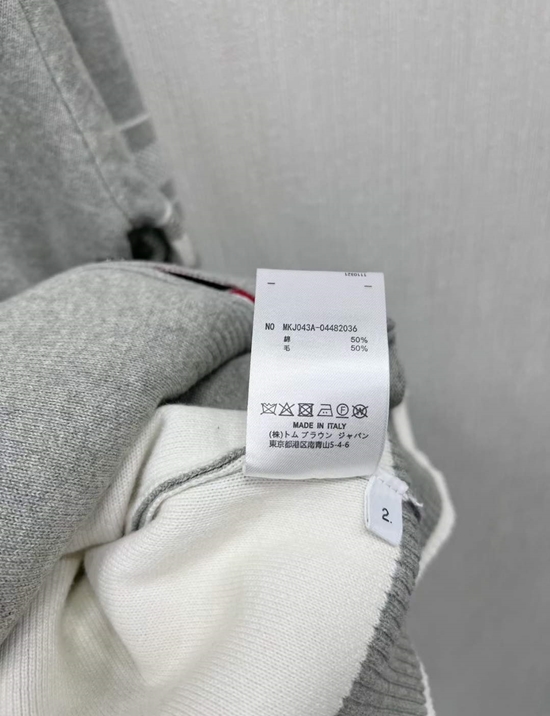 NO MKJ043A-04482036
綿 50%
毛 50%
MADE IN ITALY
(株)トム ブラウン ジャパン
東京都港区南青山5-4-6
2.